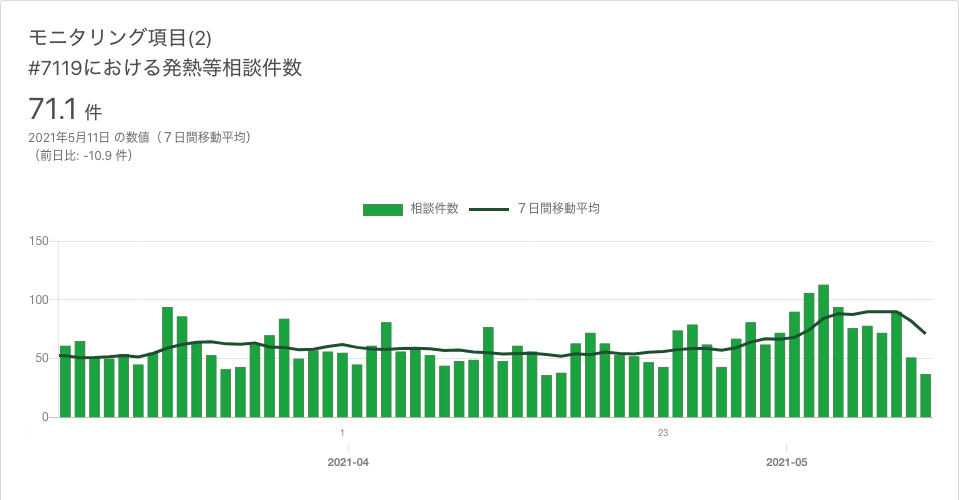 モニタリング項目(2)
#7119における発熱等相談件数
71.1 件
2021年5月11日 の数値（７日間移動平均）
（前日比: -10.9 件）
相談件数 ７日間移動平均
150
100
50
0
1 23
2021-04 2021-05